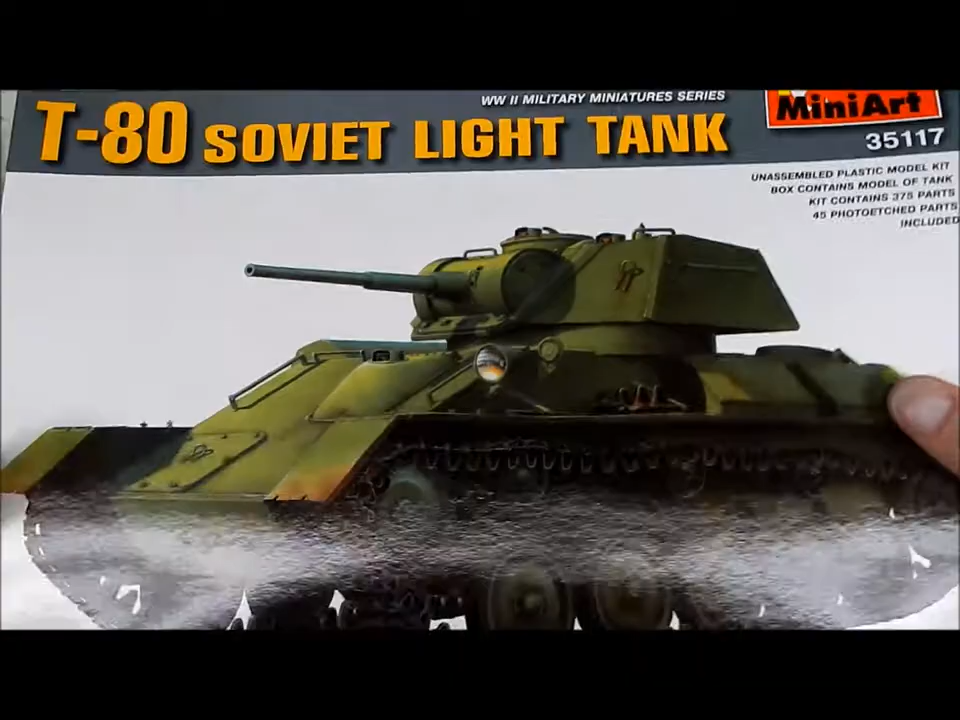 WW II MILITARY MINIATURES SERIES
MiniArt
T-80 SOVIET LIGHT TANK
35117
UNASSEMBLED PLASTIC MODEL KIT
BOX CONTAINS MODEL OF TANK
KIT CONTAINS 375 PARTS
45 PHOTOETCHED PARTS
INCLUDED